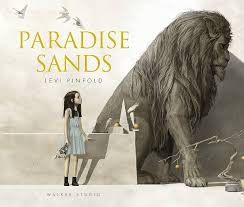 PARADISE
SANDS
LEVI PINFOLD
WALKER STUDIO